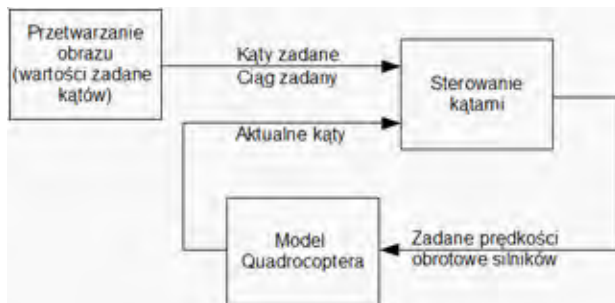 Przetwarzanie
obrazu
(wartości zadane
kątów)
Kąty zadane
Ciąg zadany
Aktualne kąty
Sterowanie
kątami
Model
Quadrocoptera
Zadane prędkości
obrotowe silników